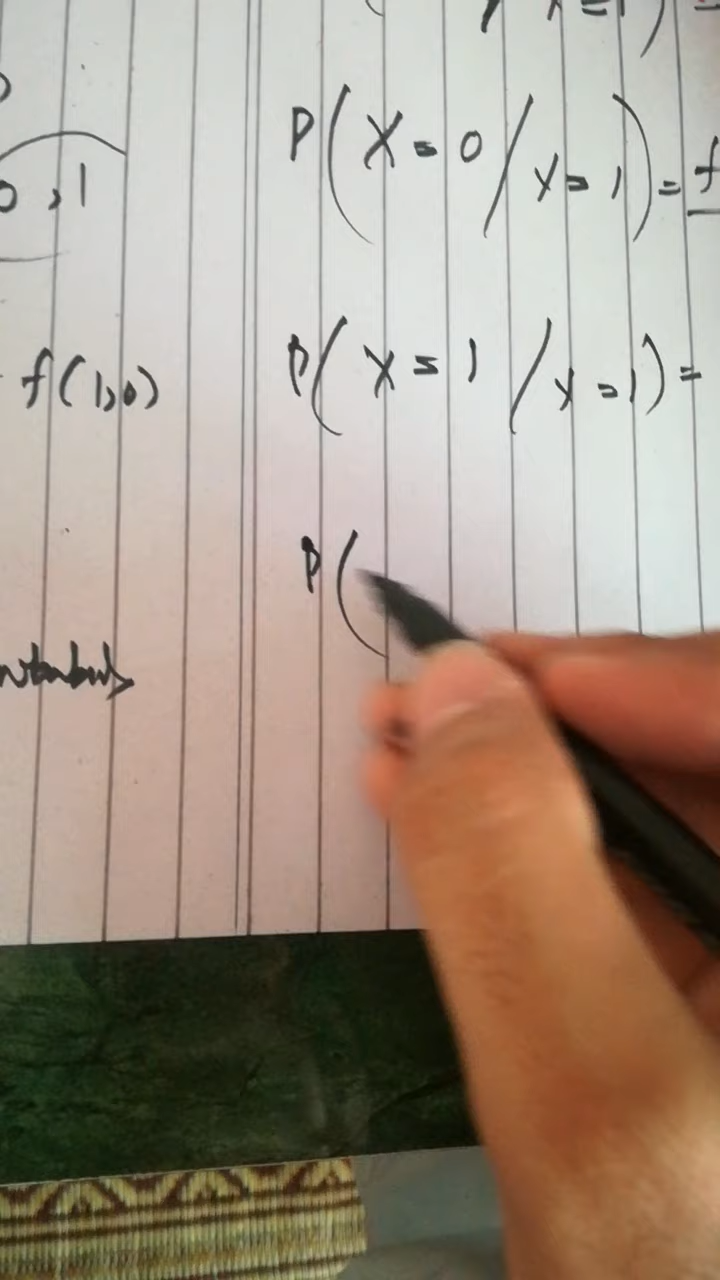 0, 1
f(1,0)
P(X = 0 / Y = 1) = f
P(X = 1 / Y = 1) =
P(